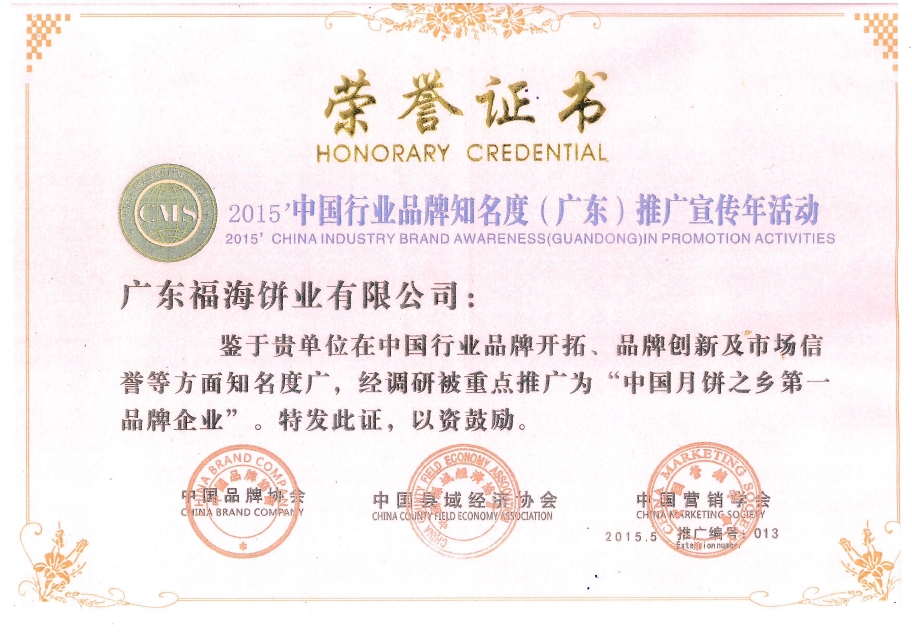 荣誉证书
HONORARY CREDENTIAL
CMS
2015'中国行业品牌知名度（广东）推广宣传年活动
2015' CHINA INDUSTRY BRAND AWARENESS(GUANDONG)IN PROMOTION ACTIVITIES
广东福海饼业有限公司：
鉴于贵单位在中国行业品牌开拓、品牌创新及市场信
誉等方面知名度广，经调研被重点推广为“中国月饼之乡第一
品牌企业”。特发此证，以资鼓励。
中国品牌协会
CHINA BRAND COMPANY
中国县域经济协会
CHINA COUNTY FIELD ECONOMY ASSOCIATION
中国营销学会
CHINA MARKETING SOCIETY
2015.5 推广编号：013
Extension number